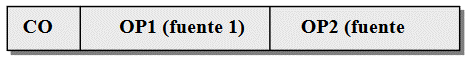 CO OP1 (fuente 1) OP2 (fuente